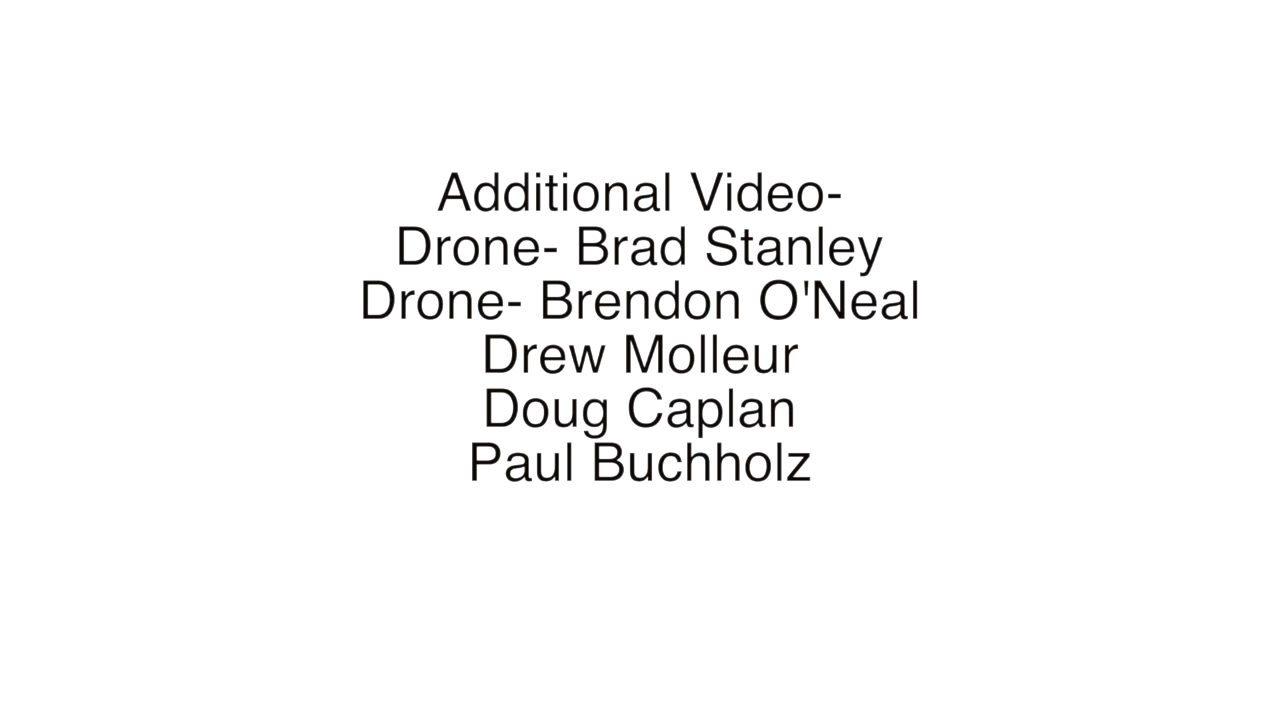 Additional Video-
Drone- Brad Stanley
Drone- Brendon O'Neal
Drew Molleur
Doug Caplan
Paul Buchholz